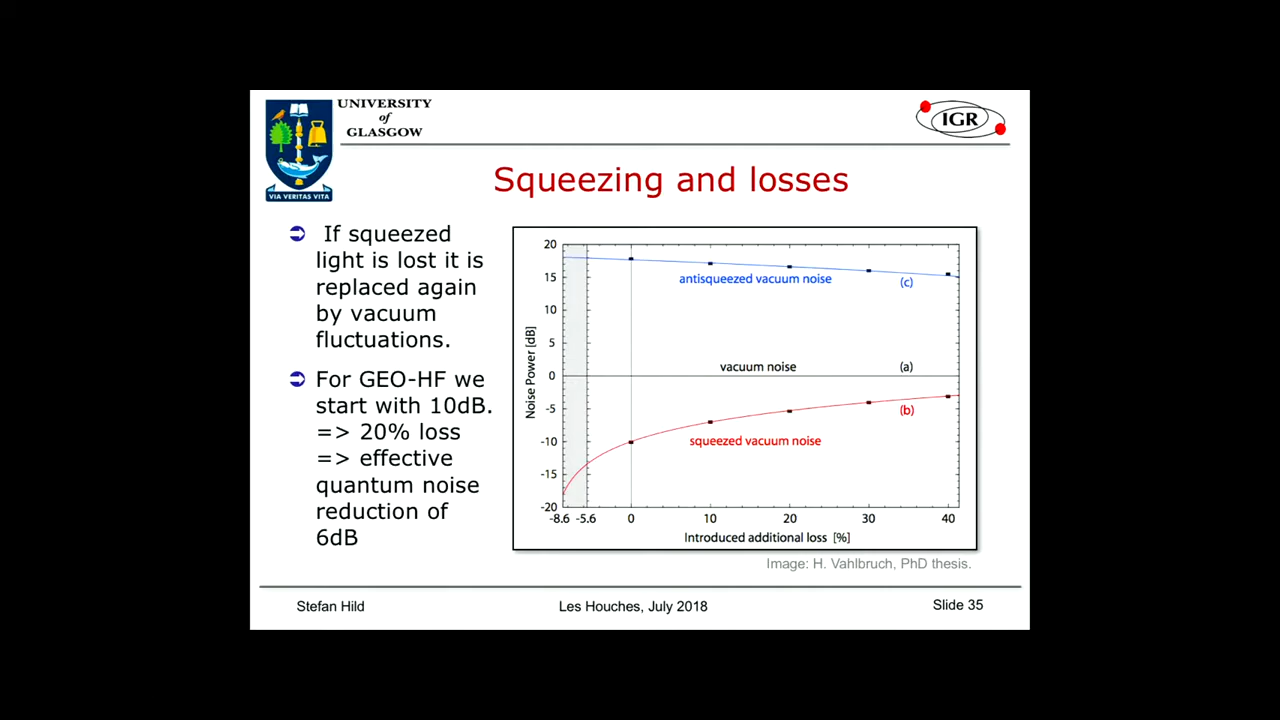 UNIVERSITY
of
GLASGOW
VIA VERITAS VITA
IGR
Squeezing and losses
If squeezed
light is lost it is
replaced again
by vacuum
fluctuations.
For GEO-HF we
start with 10dB.
=> 20% loss
=> effective
quantum noise
reduction of
6dB
Noise Power [dB]
20
15
10
5
0
-5
-10
-15
-20
antisqueezed vacuum noise (c)
vacuum noise (a)
squeezed vacuum noise (b)
-8.6 -5.6 0 10 20 30 40
Introduced additional loss [%]
Image: H. Vahlbruch, PhD thesis.
Stefan Hild Les Houches, July 2018 Slide 35